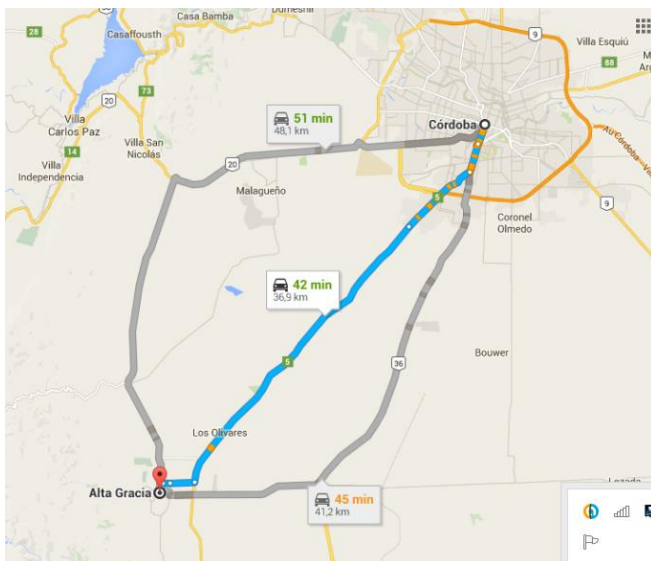 Casa Bamba
Dumesnil
Casaffousth
28
20
73
9
Villa Esquiú
88
Villa
Carlos Paz
14
Villa
Independencia
Villa San
Nicolás
51 min
48,1 km
Córdoba
20
Malagueño
5
Coronel
Olmedo
9
42 min
36,9 km
5
36
Bouwer
Los Olivares
Alta Gracia
45 min
41,2 km
Lozada